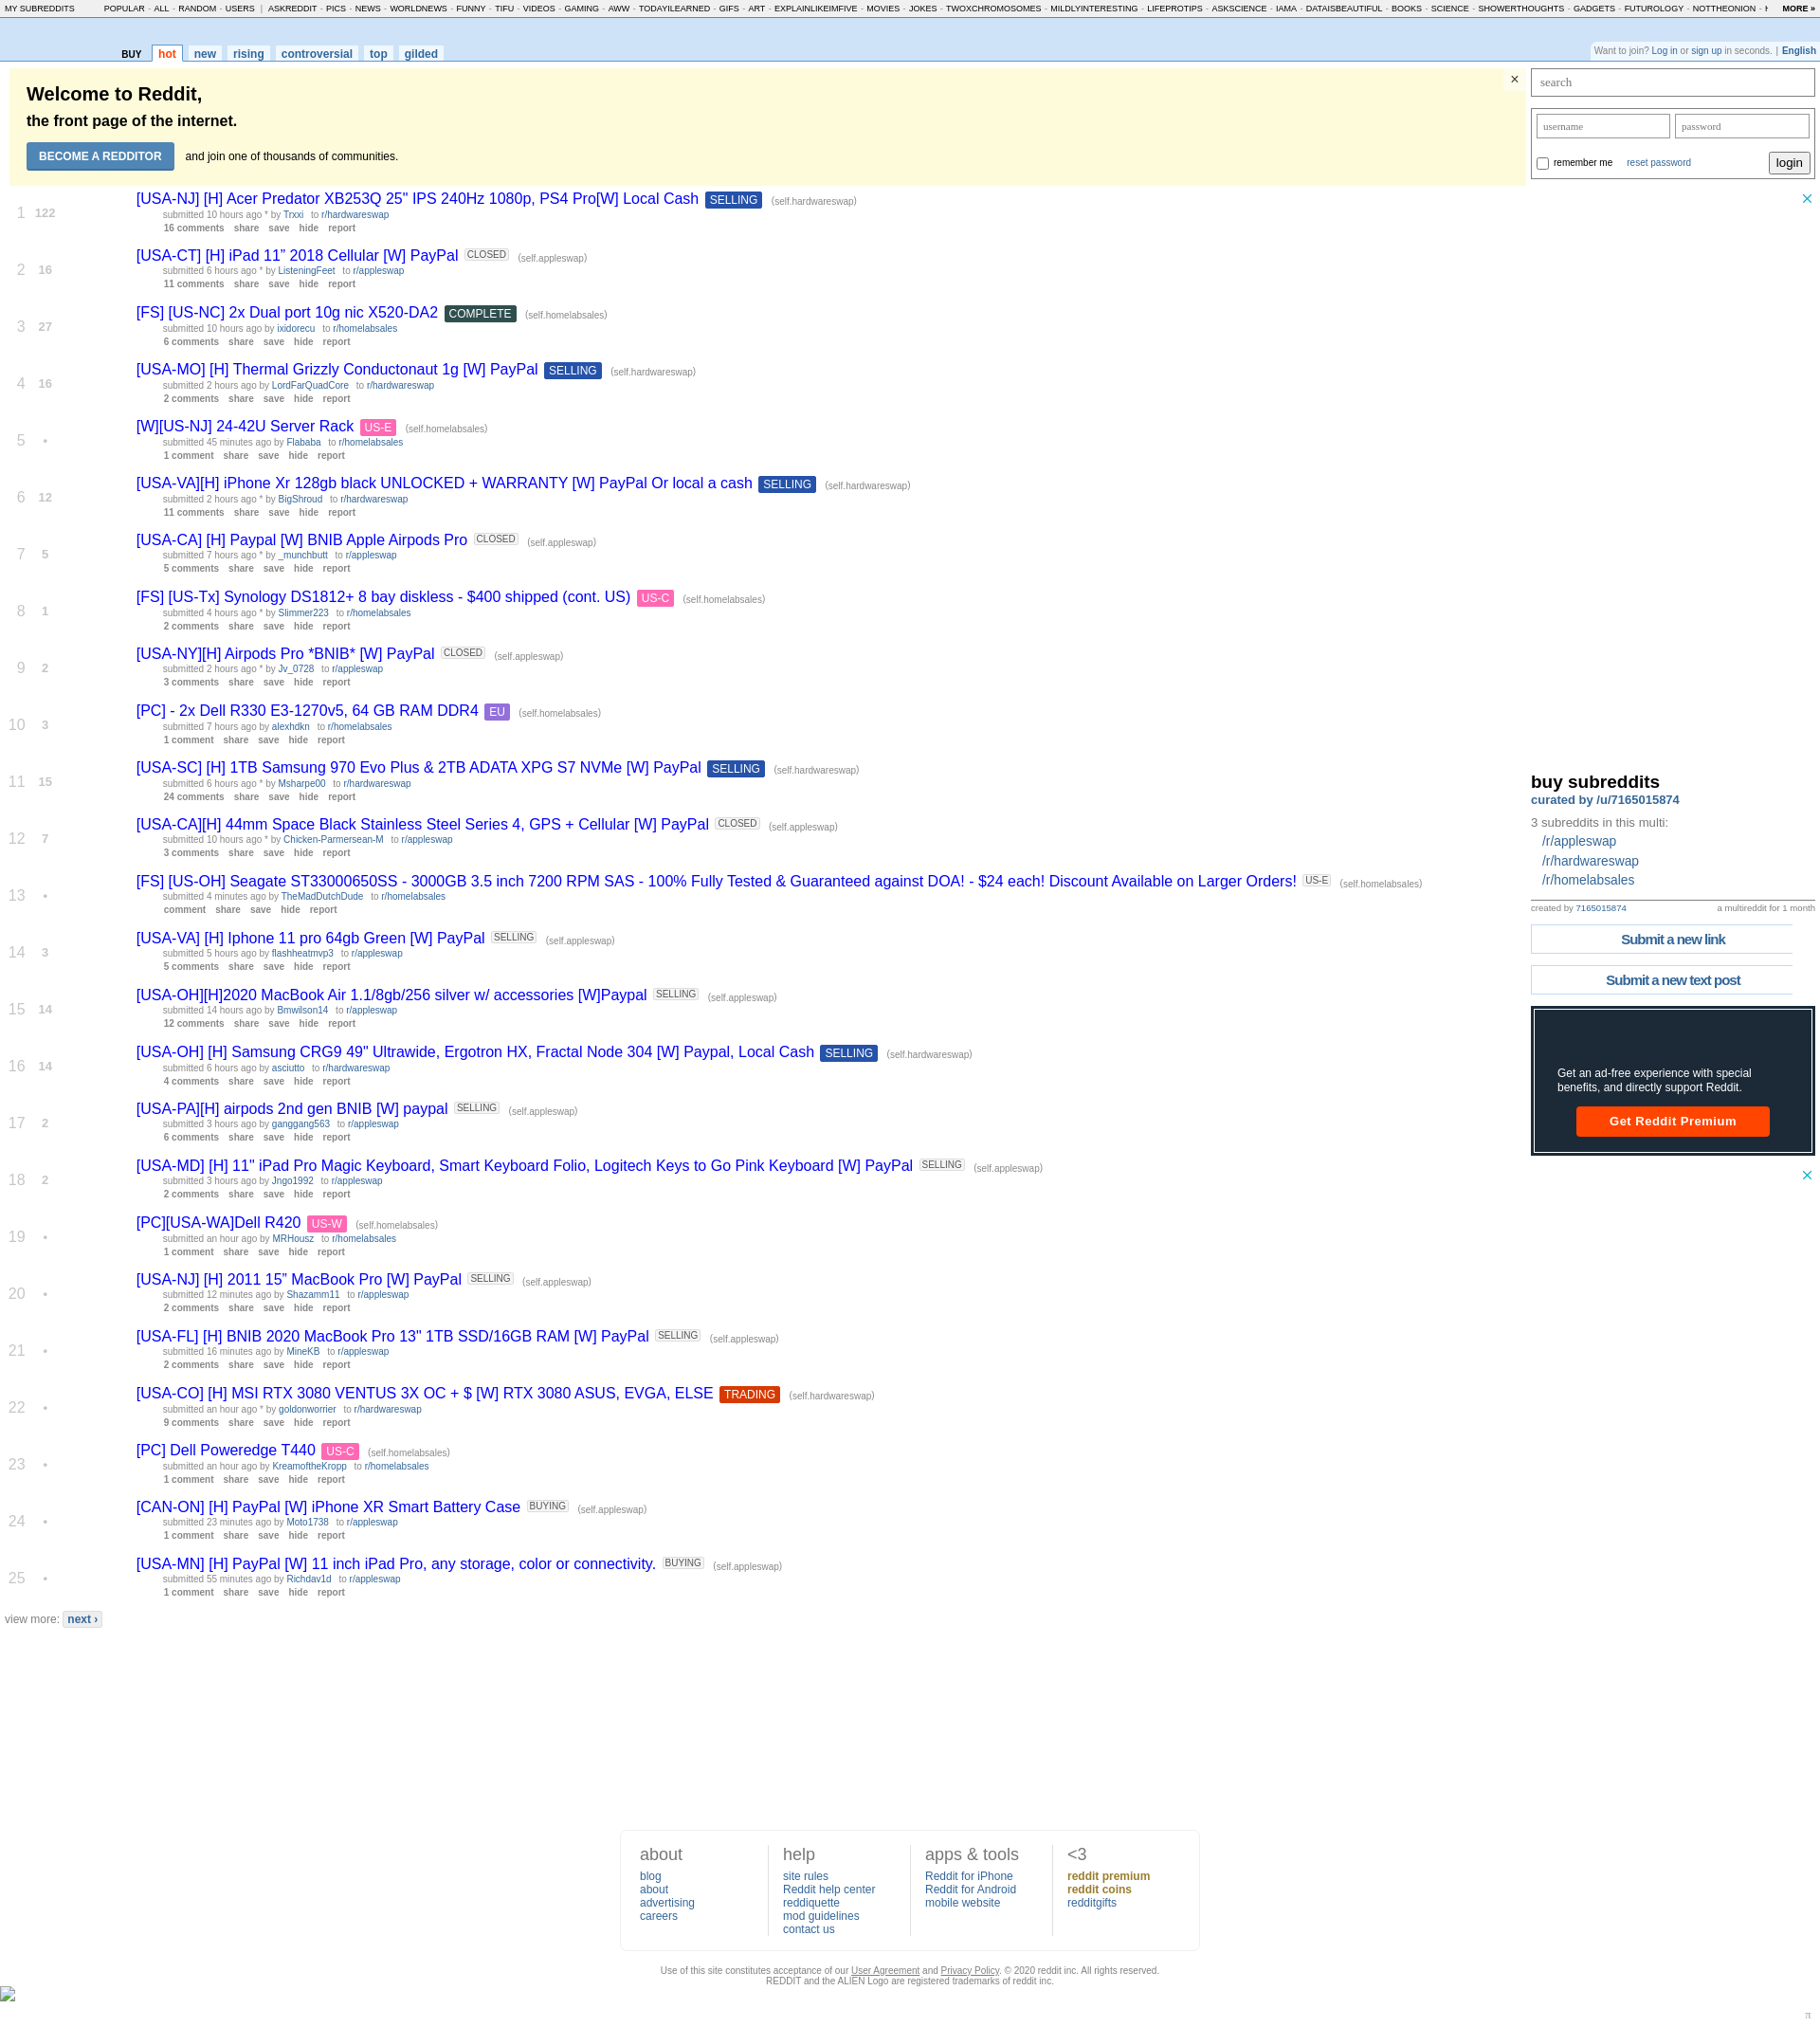 MY SUBREDDITS POPULAR - ALL - RANDOM - USERS | ASKREDDIT - PICS - NEWS - WORLDNEWS - FUNNY - TIFU - VIDEOS - GAMING - AWW - TODAYILEARNED - GIFS - ART - EXPLAINLIKEIMFIVE - MOVIES - JOKES - TWOXCHROMOSOMES - MILDLYINTERESTING - LIFEPROTIPS - ASKSCIENCE - IAMA - DATAISBEAUTIFUL - BOOKS - SCIENCE - SHOWERTHOUGHTS - GADGETS - FUTUROLOGY - NOTTHEONION - MORE »
BUY hot new rising controversial top gilded
Want to join? Log in or sign up in seconds. | English
Welcome to Reddit,
the front page of the internet.
BECOME A REDDITOR and join one of thousands of communities.
×
search
username password
remember me reset password login
1 122 [USA-NJ] [H] Acer Predator XB253Q 25" IPS 240Hz 1080p, PS4 Pro[W] Local Cash SELLING (self.hardwareswap)
submitted 10 hours ago * by Trxxi to r/hardwareswap
16 comments share save hide report
2 16 [USA-CT] [H] iPad 11” 2018 Cellular [W] PayPal CLOSED (self.appleswap)
submitted 6 hours ago * by ListeningFeet to r/appleswap
11 comments share save hide report
3 27 [FS] [US-NC] 2x Dual port 10g nic X520-DA2 COMPLETE (self.homelabsales)
submitted 10 hours ago by ixidorecu to r/homelabsales
6 comments share save hide report
4 16 [USA-MO] [H] Thermal Grizzly Conductonaut 1g [W] PayPal SELLING (self.hardwareswap)
submitted 2 hours ago by LordFarQuadCore to r/hardwareswap
2 comments share save hide report
5 • [W][US-NJ] 24-42U Server Rack US-E (self.homelabsales)
submitted 45 minutes ago by Flababa to r/homelabsales
1 comment share save hide report
6 12 [USA-VA][H] iPhone Xr 128gb black UNLOCKED + WARRANTY [W] PayPal Or local a cash SELLING (self.hardwareswap)
submitted 2 hours ago * by BigShroud to r/hardwareswap
11 comments share save hide report
7 5 [USA-CA] [H] Paypal [W] BNIB Apple Airpods Pro CLOSED (self.appleswap)
submitted 7 hours ago * by _munchbutt to r/appleswap
5 comments share save hide report
8 1 [FS] [US-Tx] Synology DS1812+ 8 bay diskless - $400 shipped (cont. US) US-C (self.homelabsales)
submitted 4 hours ago * by Slimmer223 to r/homelabsales
2 comments share save hide report
9 2 [USA-NY][H] Airpods Pro *BNIB* [W] PayPal CLOSED (self.appleswap)
submitted 2 hours ago * by Jv_0728 to r/appleswap
3 comments share save hide report
10 3 [PC] - 2x Dell R330 E3-1270v5, 64 GB RAM DDR4 EU (self.homelabsales)
submitted 7 hours ago by alexhdkn to r/homelabsales
1 comment share save hide report
11 15 [USA-SC] [H] 1TB Samsung 970 Evo Plus & 2TB ADATA XPG S7 NVMe [W] PayPal SELLING (self.hardwareswap)
submitted 6 hours ago * by Msharpe00 to r/hardwareswap
24 comments share save hide report
12 7 [USA-CA][H] 44mm Space Black Stainless Steel Series 4, GPS + Cellular [W] PayPal CLOSED (self.appleswap)
submitted 10 hours ago * by Chicken-Parmersean-M to r/appleswap
3 comments share save hide report
13 • [FS] [US-OH] Seagate ST33000650SS - 3000GB 3.5 inch 7200 RPM SAS - 100% Fully Tested & Guaranteed against DOA! - $24 each! Discount Available on Larger Orders! US-E (self.homelabsales)
submitted 4 minutes ago by TheMadDutchDude to r/homelabsales
comment share save hide report
14 3 [USA-VA] [H] Iphone 11 pro 64gb Green [W] PayPal SELLING (self.appleswap)
submitted 5 hours ago by flashheatmvp3 to r/appleswap
5 comments share save hide report
15 14 [USA-OH][H]2020 MacBook Air 1.1/8gb/256 silver w/ accessories [W]Paypal SELLING (self.appleswap)
submitted 14 hours ago by Bmwilson14 to r/appleswap
12 comments share save hide report
16 14 [USA-OH] [H] Samsung CRG9 49" Ultrawide, Ergotron HX, Fractal Node 304 [W] Paypal, Local Cash SELLING (self.hardwareswap)
submitted 6 hours ago by asciutto to r/hardwareswap
4 comments share save hide report
17 2 [USA-PA][H] airpods 2nd gen BNIB [W] paypal SELLING (self.appleswap)
submitted 3 hours ago by ganggang563 to r/appleswap
6 comments share save hide report
18 2 [USA-MD] [H] 11" iPad Pro Magic Keyboard, Smart Keyboard Folio, Logitech Keys to Go Pink Keyboard [W] PayPal SELLING (self.appleswap)
submitted 3 hours ago by Jngo1992 to r/appleswap
2 comments share save hide report
19 • [PC][USA-WA]Dell R420 US-W (self.homelabsales)
submitted an hour ago by MRHousz to r/homelabsales
1 comment share save hide report
20 • [USA-NJ] [H] 2011 15” MacBook Pro [W] PayPal SELLING (self.appleswap)
submitted 12 minutes ago by Shazamm11 to r/appleswap
2 comments share save hide report
21 • [USA-FL] [H] BNIB 2020 MacBook Pro 13" 1TB SSD/16GB RAM [W] PayPal SELLING (self.appleswap)
submitted 16 minutes ago by MineKB to r/appleswap
2 comments share save hide report
22 • [USA-CO] [H] MSI RTX 3080 VENTUS 3X OC + $ [W] RTX 3080 ASUS, EVGA, ELSE TRADING (self.hardwareswap)
submitted an hour ago * by goldonworrier to r/hardwareswap
9 comments share save hide report
23 • [PC] Dell Poweredge T440 US-C (self.homelabsales)
submitted an hour ago by KreamoftheKropp to r/homelabsales
1 comment share save hide report
24 • [CAN-ON] [H] PayPal [W] iPhone XR Smart Battery Case BUYING (self.appleswap)
submitted 23 minutes ago by Moto1738 to r/appleswap
1 comment share save hide report
25 • [USA-MN] [H] PayPal [W] 11 inch iPad Pro, any storage, color or connectivity. BUYING (self.appleswap)
submitted 55 minutes ago by Richdav1d to r/appleswap
1 comment share save hide report
view more: next ›
buy subreddits
curated by /u/7165015874
3 subreddits in this multi:
/r/appleswap
/r/hardwareswap
/r/homelabsales
created by 7165015874 a multireddit for 1 month
Submit a new link
Submit a new text post
Get an ad-free experience with special
benefits, and directly support Reddit.
Get Reddit Premium
about
blog
about
advertising
careers
help
site rules
Reddit help center
reddiquette
mod guidelines
contact us
apps & tools
Reddit for iPhone
Reddit for Android
mobile website
<3
reddit premium
reddit coins
redditgifts
Use of this site constitutes acceptance of our User Agreement and Privacy Policy. © 2020 reddit inc. All rights reserved.
REDDIT and the ALIEN Logo are registered trademarks of reddit inc.
π